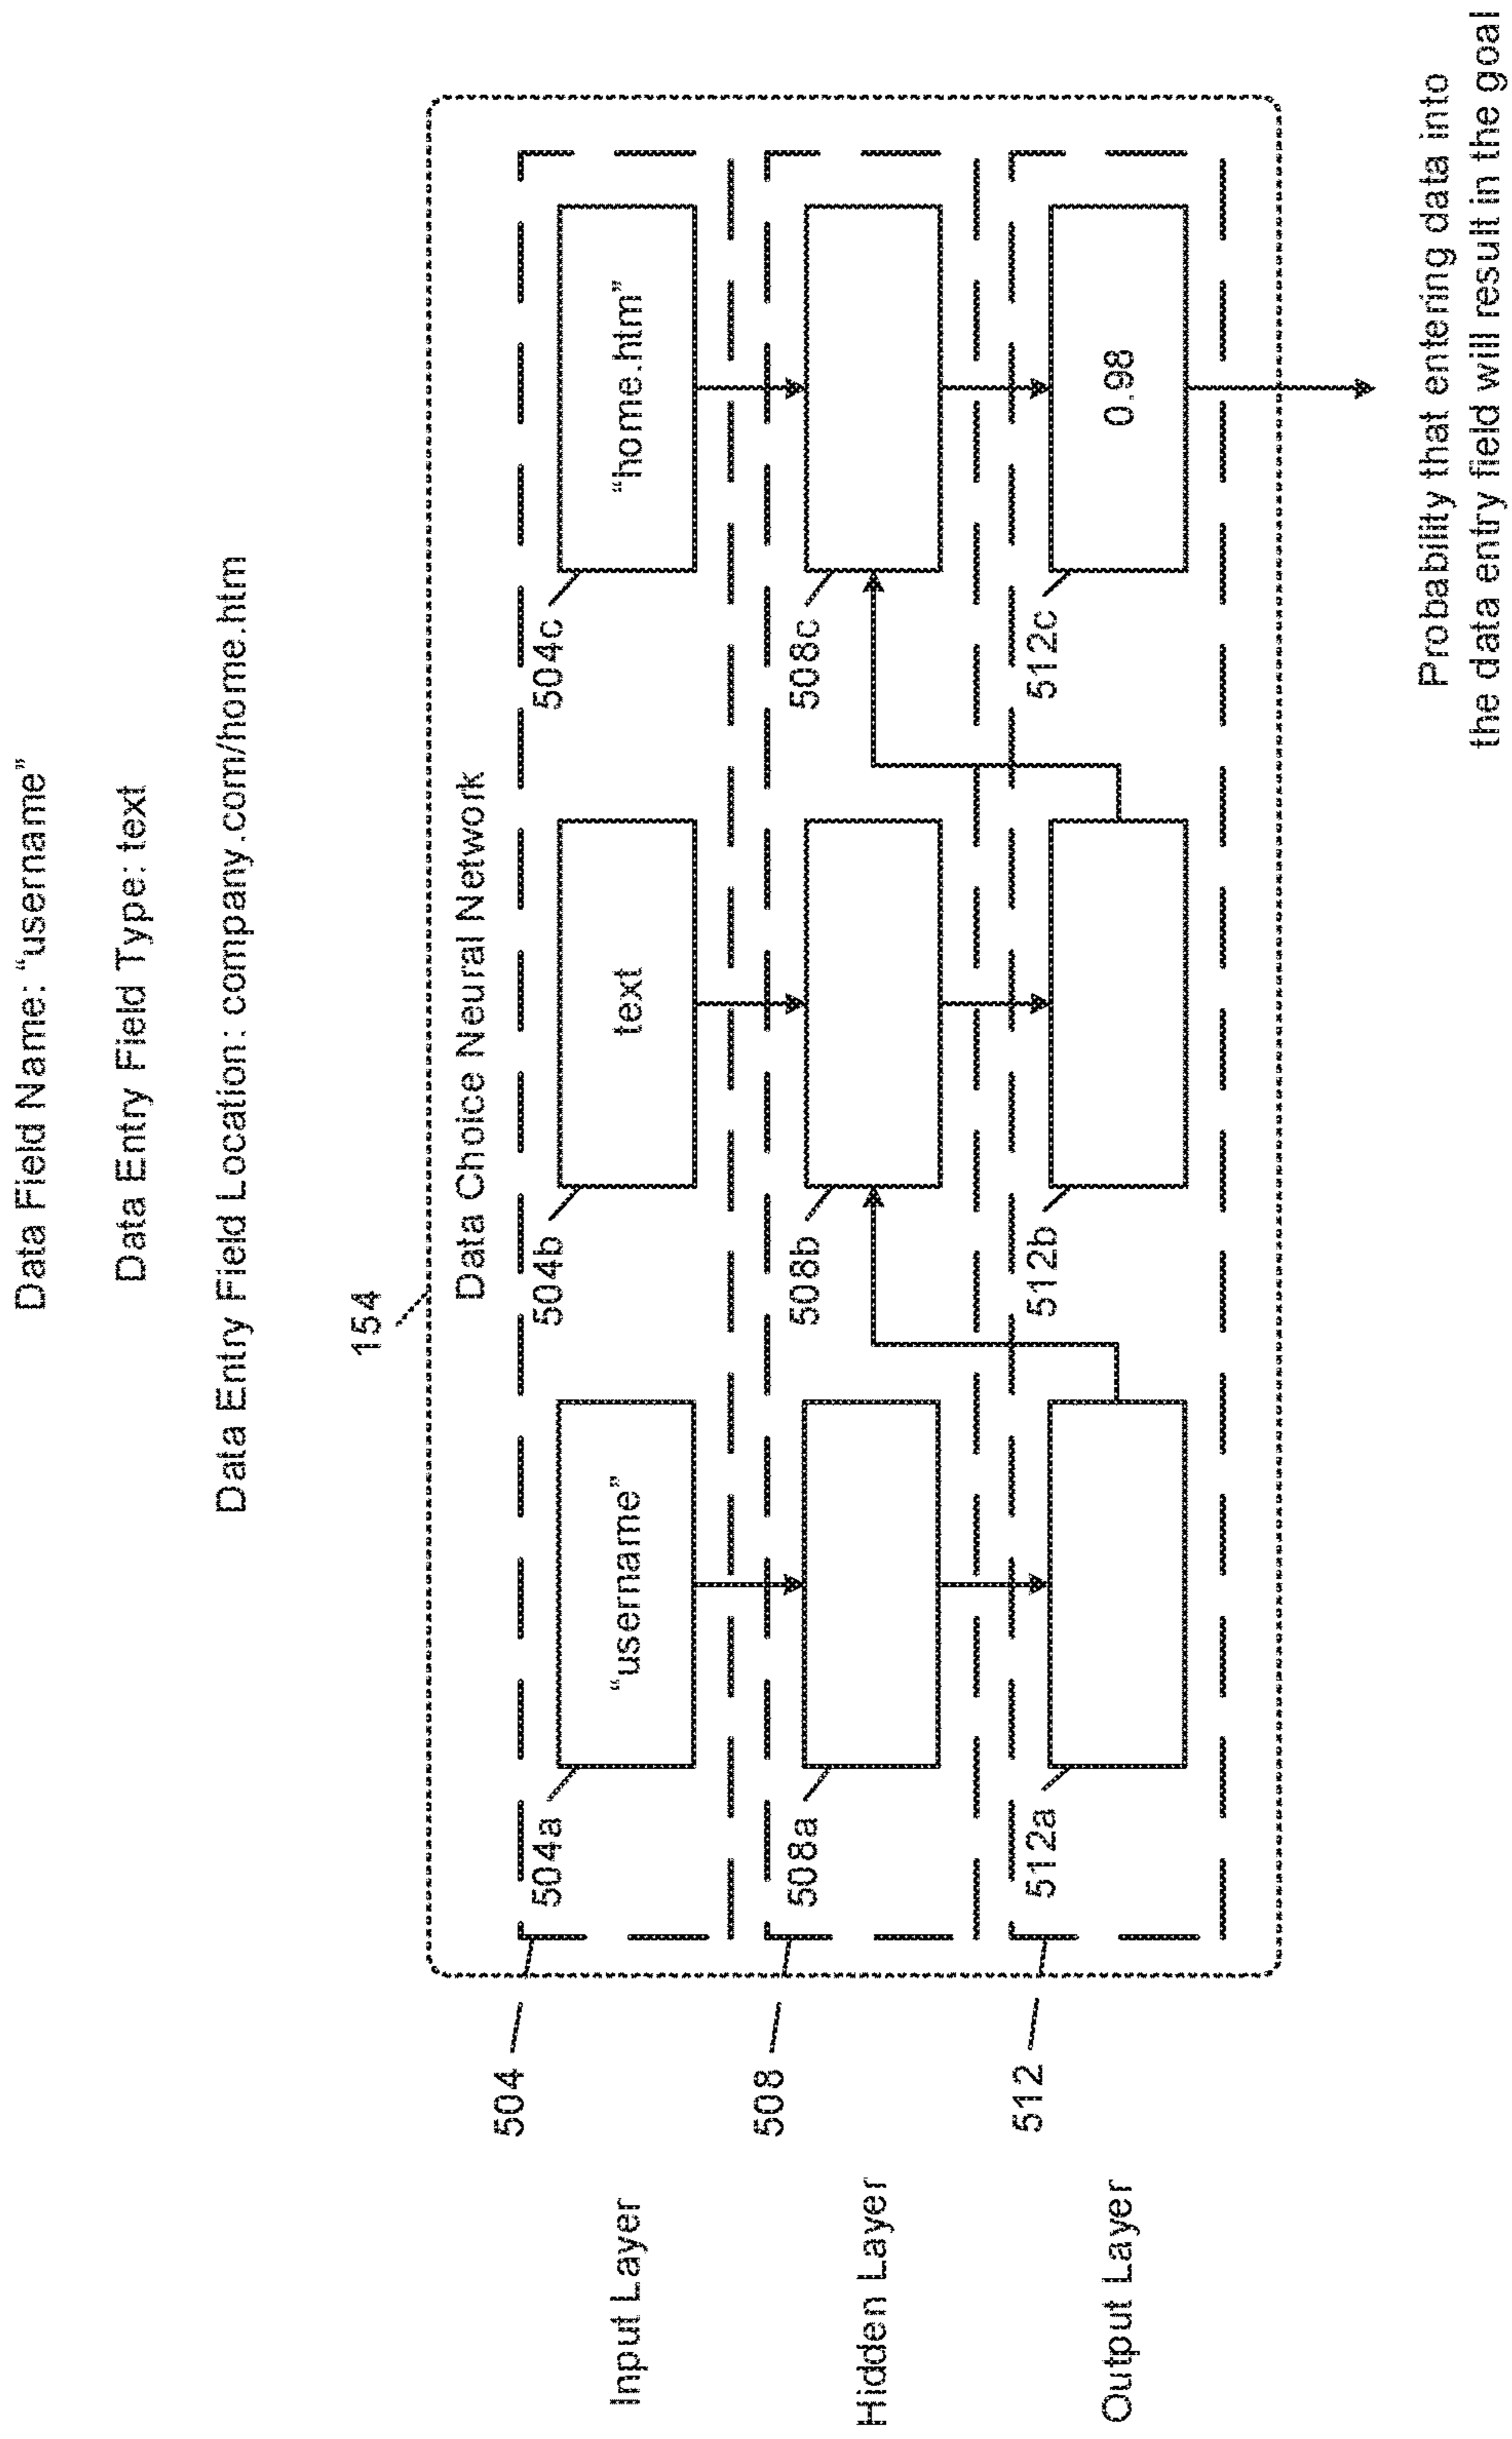 Data Field Name: “username”
Data Entry Field Type: text
Data Entry Field Location: company.com/home.htm
154
Data Choice Neural Network
504
Input Layer
504a
“username”
504b
text
504c
“home.htm”
508
Hidden Layer
508a
508b
508c
512
Output Layer
512a
512b
512c
0.98
Probability that entering data into
the data entry field will result in the goal